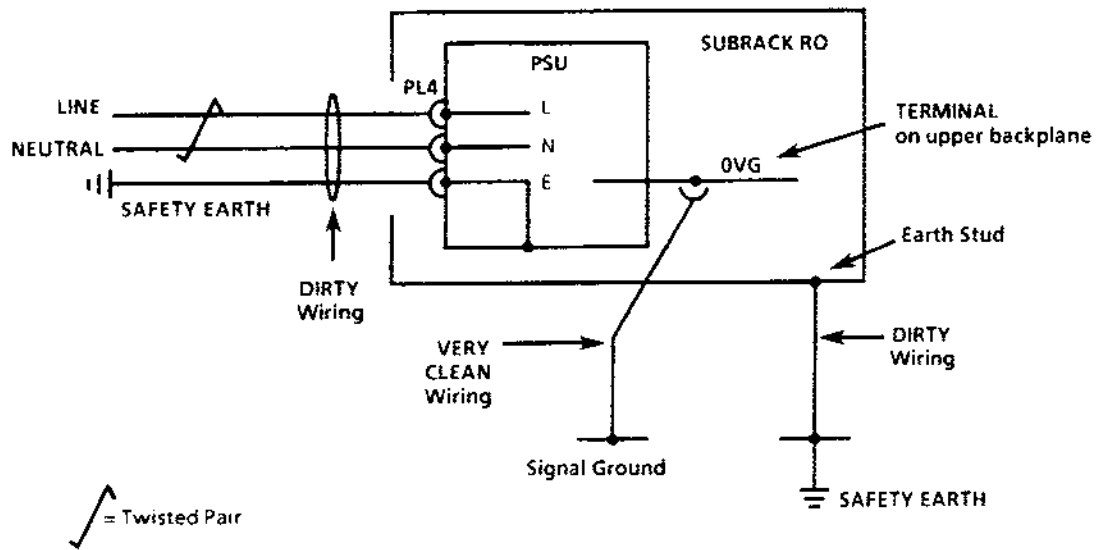 SUBRACK RO
PSU
PL4
LINE
L
TERMINAL
on upper backplane
NEUTRAL
N
0VG
E
SAFETY EARTH
Earth Stud
DIRTY
Wiring
VERY
CLEAN
Wiring
DIRTY
Wiring
Signal Ground
SAFETY EARTH
= Twisted Pair